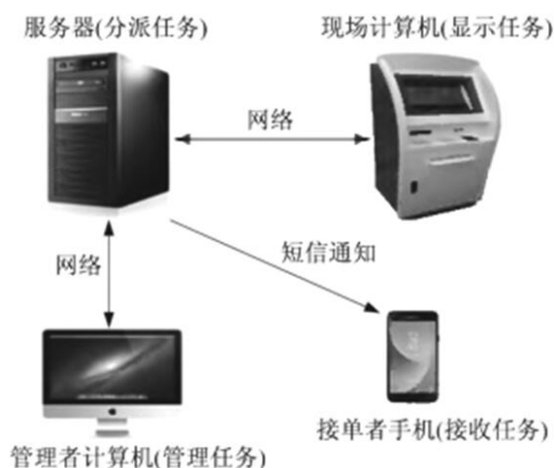 服务器(分派任务)
现场计算机(显示任务)
网络
网络
短信通知
管理者计算机(管理任务)
接单者手机(接收任务)